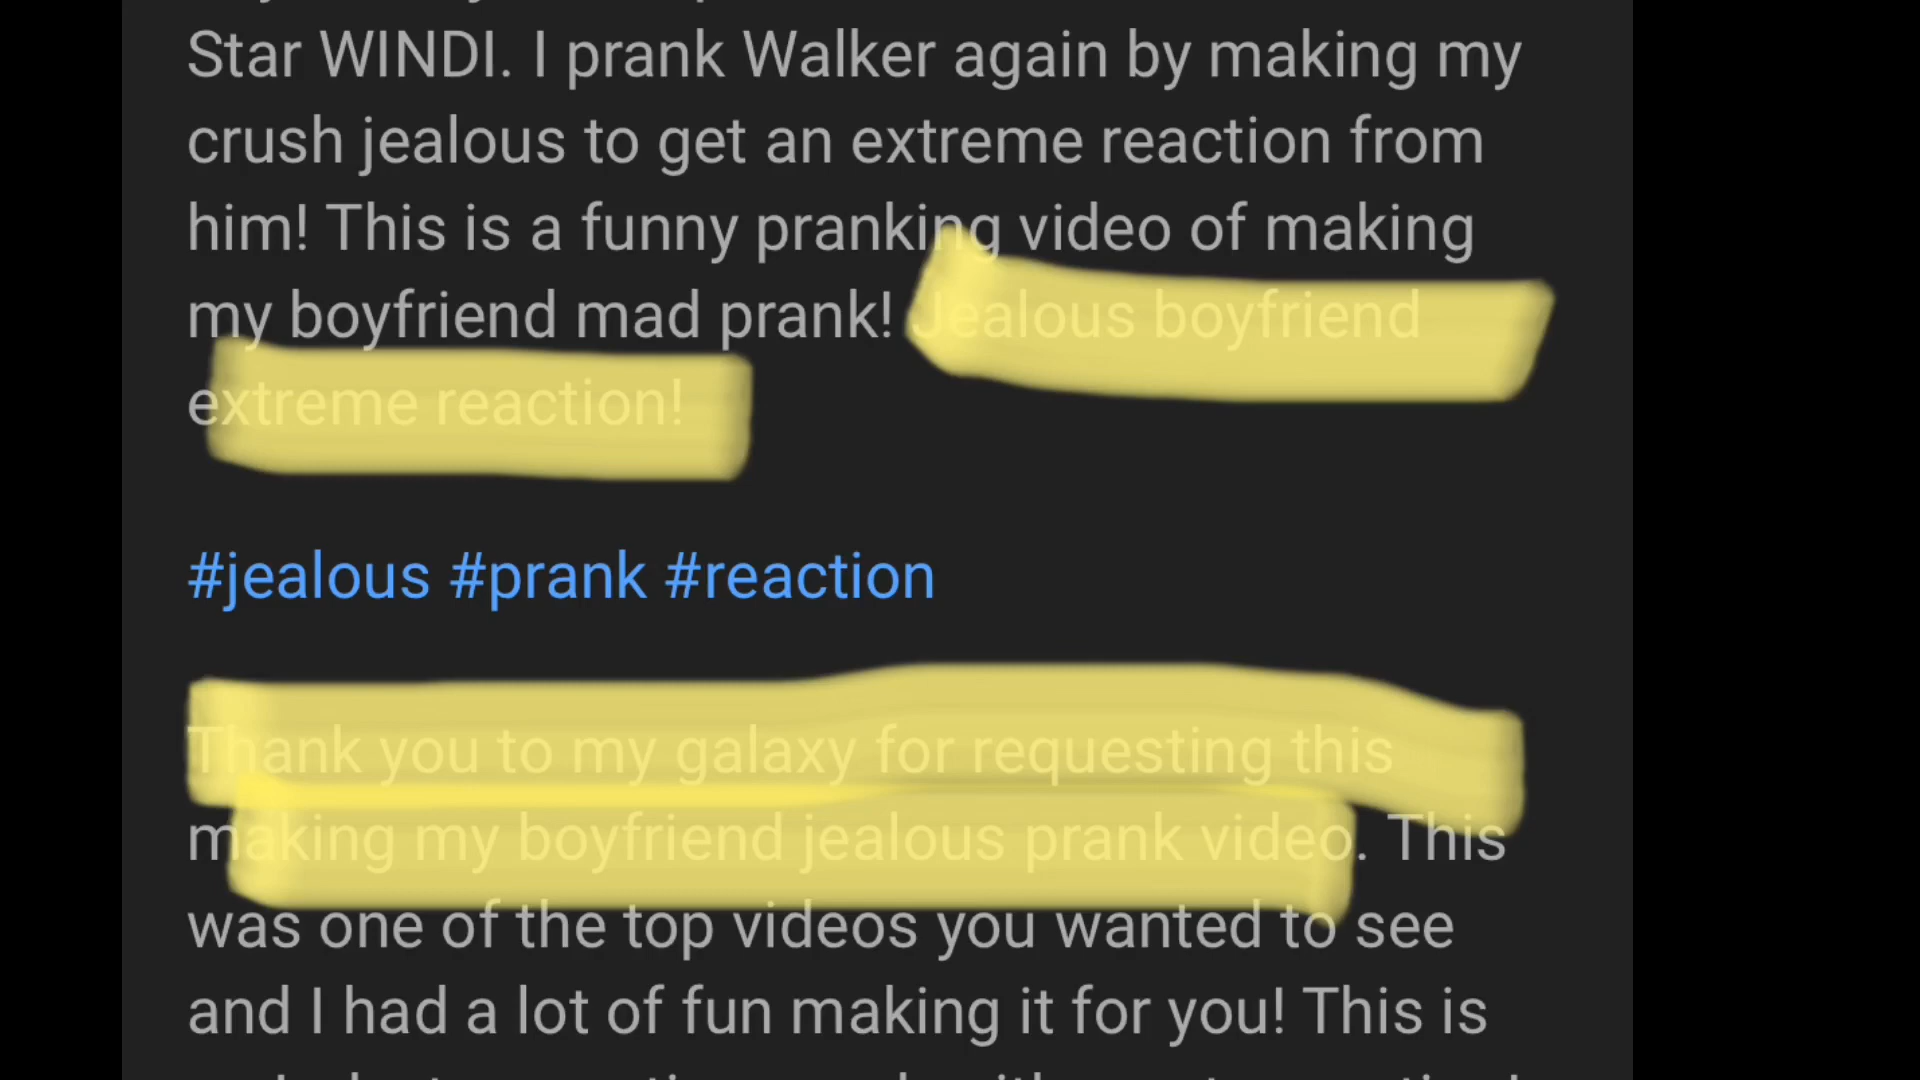 Star WINDI. I prank Walker again by making my
crush jealous to get an extreme reaction from
him! This is a funny pranking video of making
my boyfriend mad prank! Jealous boyfriend
extreme reaction!
#jealous #prank #reaction
Thank you to my galaxy for requesting this
making my boyfriend jealous prank video. This
was one of the top videos you wanted to see
and I had a lot of fun making it for you! This is